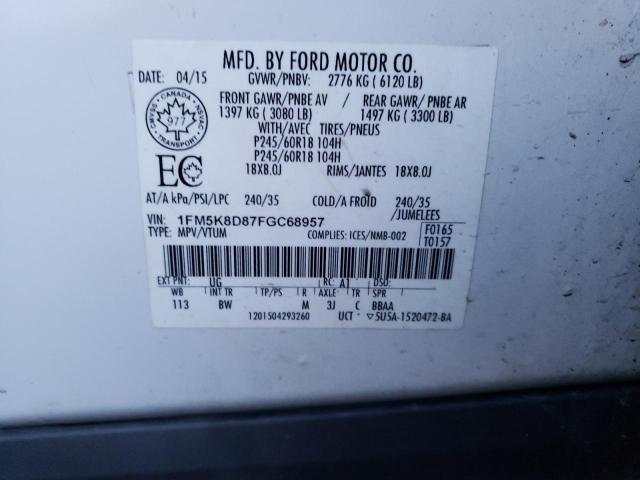 MFD. BY FORD MOTOR CO.
DATE: 04/15 GVWR/PNBV: 2776 KG ( 6120 LB)
FRONT GAWR/PNBE AV / REAR GAWR/ PNBE AR
1397 KG ( 3080 LB) 1497 KG ( 3300 LB)
WITH/AVEC TIRES/PNEUS
P245/60R18 104H
P245/60R18 104H
18X8.0J RIMS/JANTES 18X8.0J
CANADA
977
TRANSPORT
EC
AT/A kPa/PSI/LPC 240/35 COLD/A FROID 240/35
/JUMELEES
VIN: 1FM5K8D87FGC68957
TYPE: MPV/VTUM COMPLIES: ICES/NMB-002
F0165
T0157
EXT PNT: UG RC: A1 DSO:
WB INT TR TP/PS R AXLE TR SPR
113 BW M 3J C BBAA
1201504293260 UCT ▽5U5A-1520472-BA